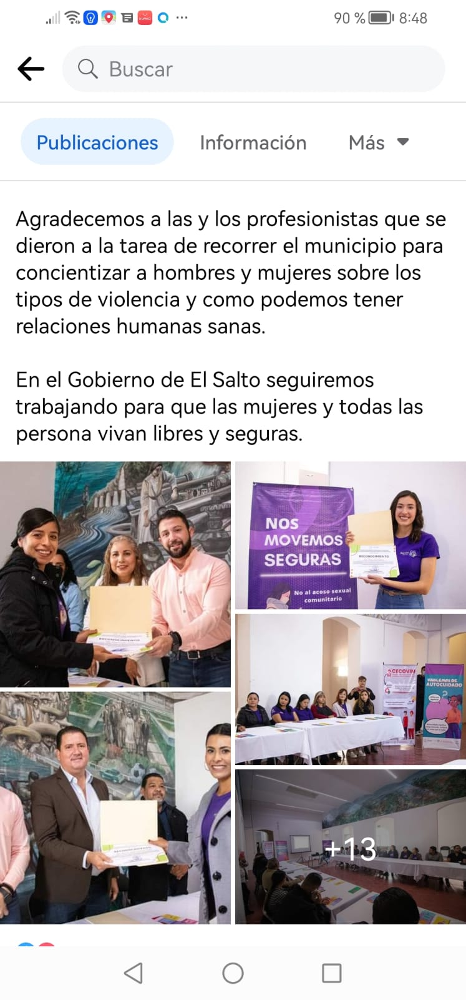 90 % 8:48
Buscar
Publicaciones Información Más
Agradecemos a las y los profesionistas que se
dieron a la tarea de recorrer el municipio para
concientizar a hombres y mujeres sobre los
tipos de violencia y como podemos tener
relaciones humanas sanas.
En el Gobierno de El Salto seguiremos
trabajando para que las mujeres y todas las
persona vivan libres y seguras.
RECONOCIMIENTO
NOS
MOVEMOS
SEGURAS
No al acoso sexual
comunitario
RECONOCIMIENTO
CECOVIM
HABLEMOS DE
AUTOCUIDADO
RECONOCIMIENTO
+13